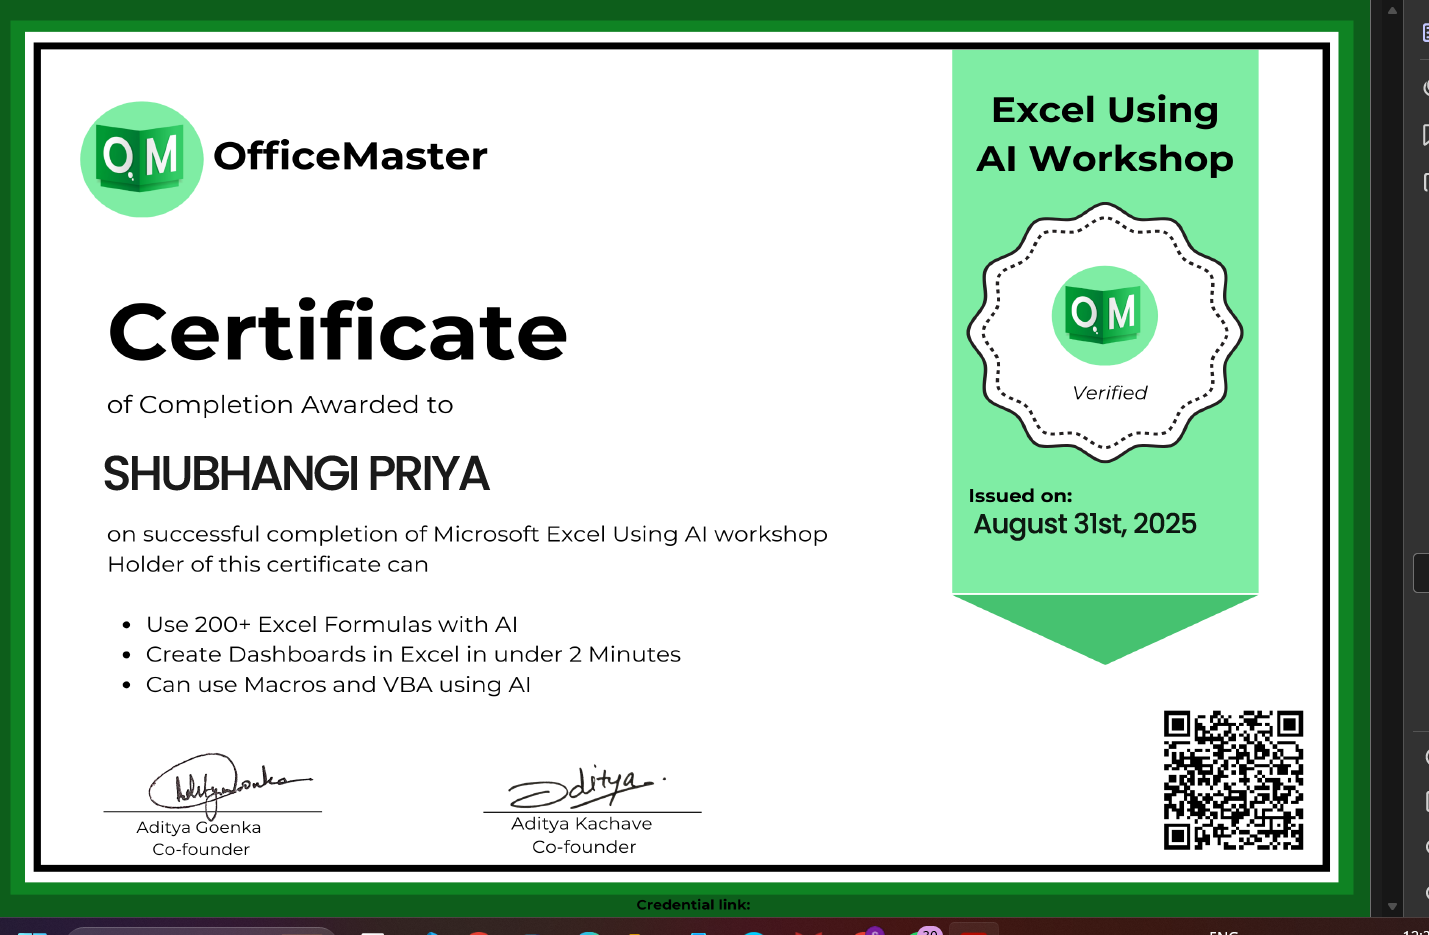 OfficeMaster
Excel Using
AI Workshop
Certificate
of Completion Awarded to
SHUBHANGI PRIYA
on successful completion of Microsoft Excel Using AI workshop
Holder of this certificate can
• Use 200+ Excel Formulas with AI
• Create Dashboards in Excel in under 2 Minutes
• Can use Macros and VBA using AI
OM
Verified
Issued on:
August 31st, 2025
Aditya Goenka
Co-founder
Aditya.
Aditya Kachave
Co-founder
Credential link: